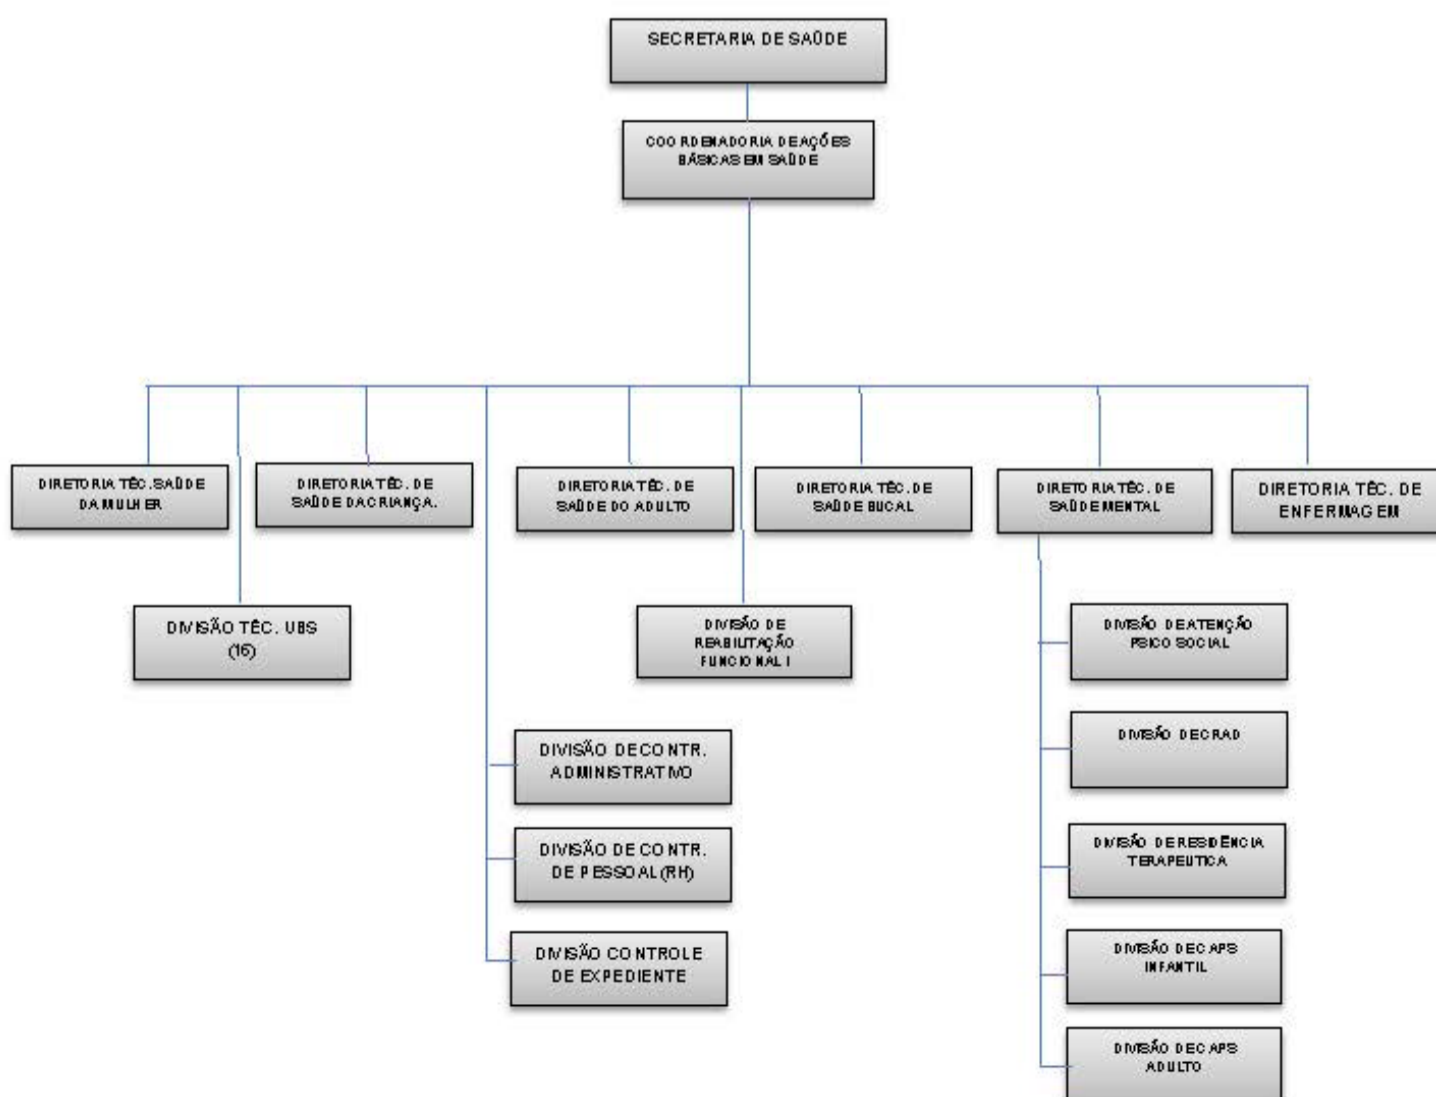 SECRETARIA DE SAÚDE
COORDENADORIA DE AÇÕES
BÁSICAS EM SAÚDE
DIRETORIA TÉC. SAÚDE
DA MULHER
DIRETORIA TÉC. DE
SAÚDE DA CRIANÇA.
DIRETORIA TÉC. DE
SAÚDE DO ADULTO
DIRETORIA TÉC. DE
SAÚDE BUCAL
DIRETORIA TÉC. DE
SAÚDE MENTAL
DIRETORIA TÉC. DE
ENFERMAGEM
DIVISÃO TÉC. UBS
(16)
DIVISÃO DE
REABILITAÇÃO
FUNCIONAL I
DIVISÃO DE ATENÇÃO
PSICO SOCIAL
DIVISÃO DE CONTR.
ADMINISTRATIVO
DIVISÃO DE CRAD
DIVISÃO DE CONTR.
DE PESSOAL (RH)
DIVISÃO DE RESIDÊNCIA
TERAPEUTICA
DIVISÃO CONTROLE
DE EXPEDIENTE
DIVISÃO DE CAPS
INFANTIL
DIVISÃO DE CAPS
ADULTO